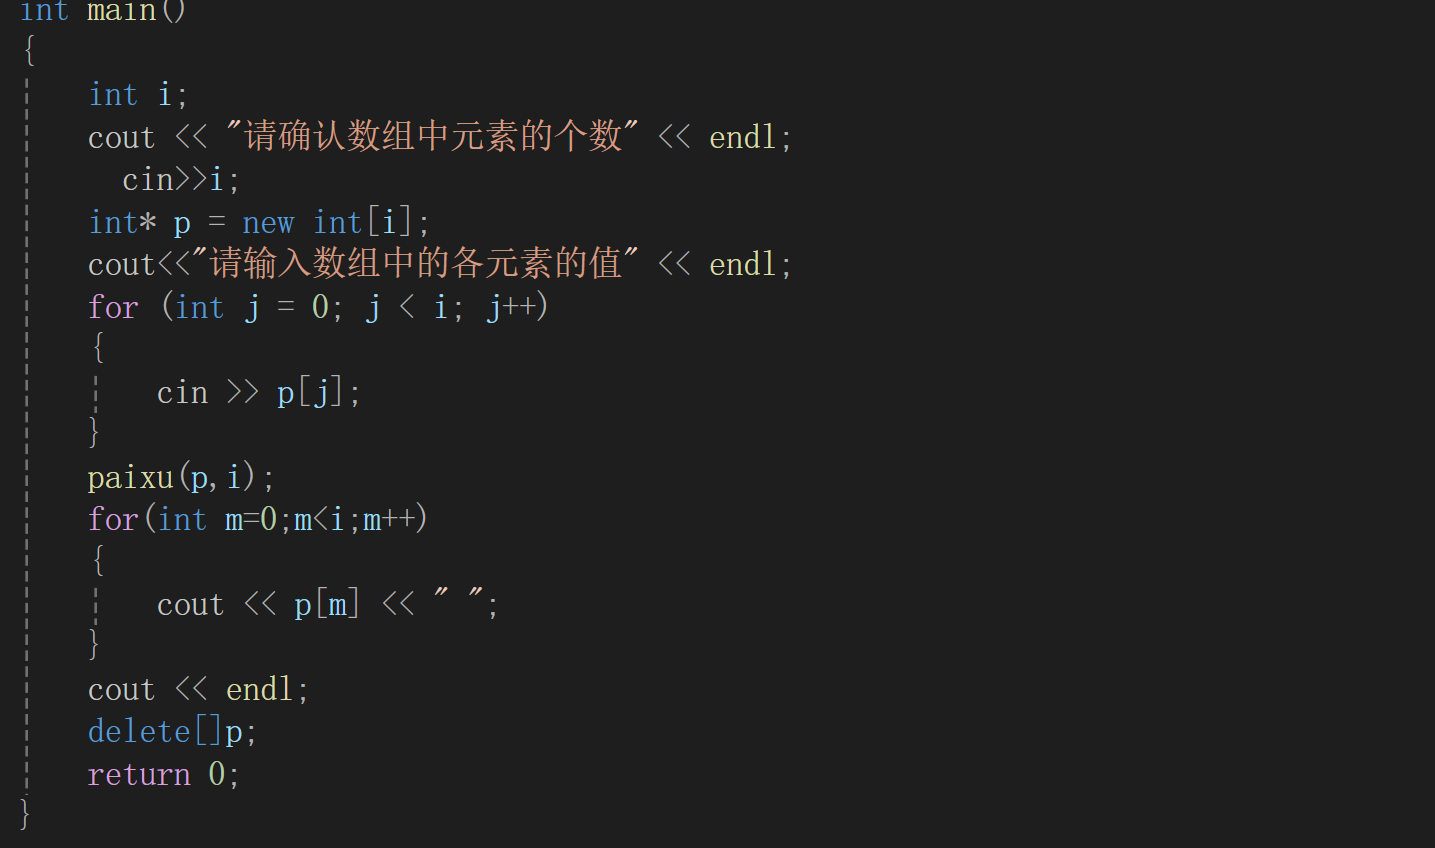 int main()
{
int i;
cout << "请确认数组中元素的个数" << endl;
cin>>i;
int* p = new int[i];
cout<<"请输入数组中的各元素的值" << endl;
for (int j = 0; j < i; j++)
{
cin >> p[j];
}
paixu(p,i);
for(int m=0;m<i;m++)
{
cout << p[m] << " ";
}
cout << endl;
delete[]p;
return 0;
}